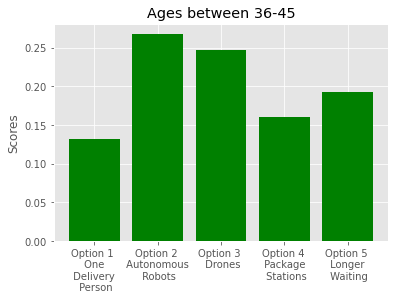 Ages between 36-45
Scores
0.25
0.20
0.15
0.10
0.05
0.00
Option 1
One
Delivery
Person
Option 2
Autonomous
Robots
Option 3
Drones
Option 4
Package
Stations
Option 5
Longer
Waiting